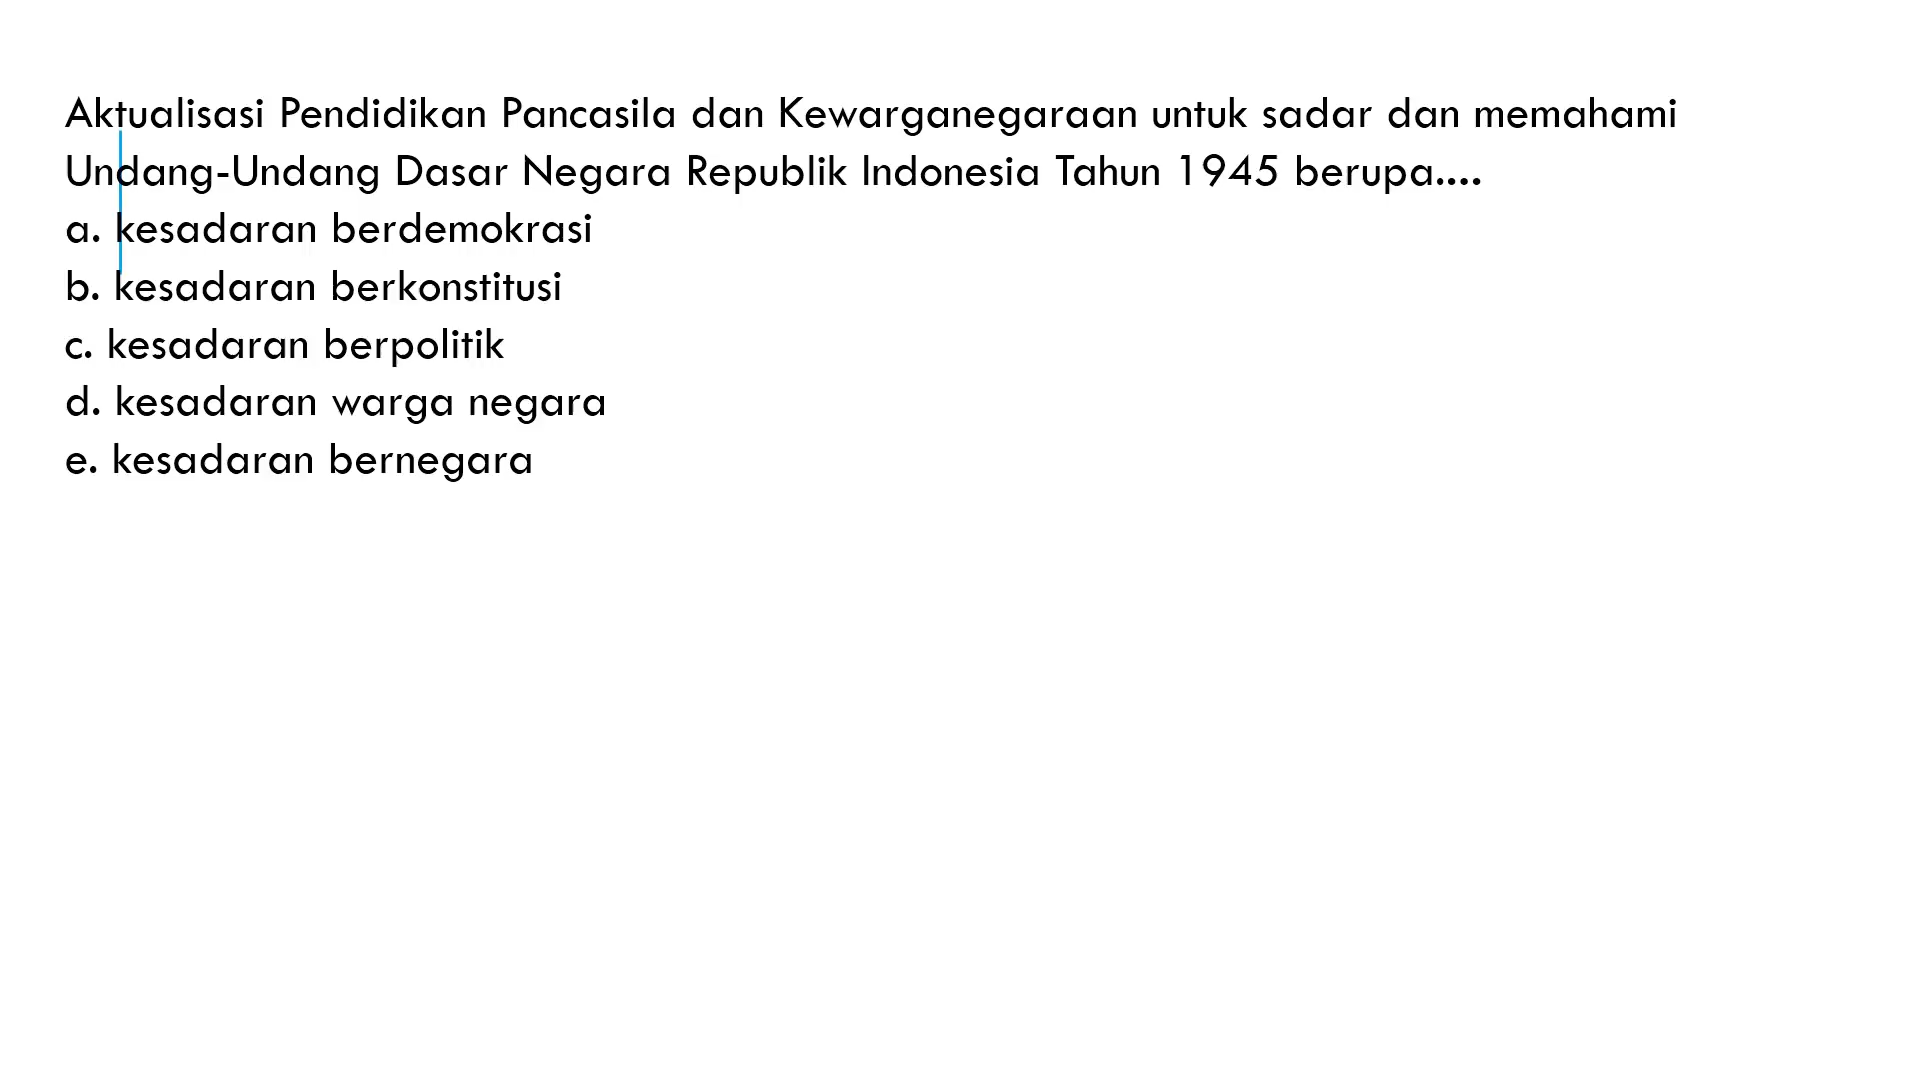 Aktualisasi Pendidikan Pancasila dan Kewarganegaraan untuk sadar dan memahami
Undang-Undang Dasar Negara Republik Indonesia Tahun 1945 berupa....
a. kesadaran berdemokrasi
b. kesadaran berkonstitusi
c. kesadaran berpolitik
d. kesadaran warga negara
e. kesadaran bernegara